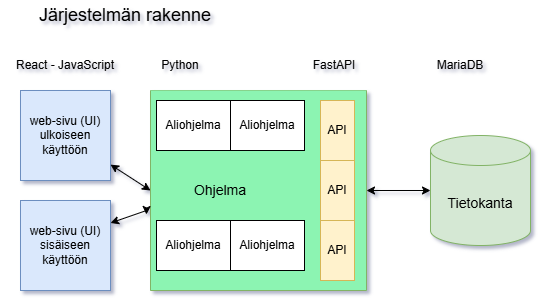 Järjestelmän rakenne
React - JavaScript
Python
FastAPI
MariaDB
web-sivu (UI)
ulkoiseen
käyttöön
Aliohjelma
Aliohjelma
API
Ohjelma
API
Tietokanta
web-sivu (UI)
sisäiseen
käyttöön
Aliohjelma
Aliohjelma
API